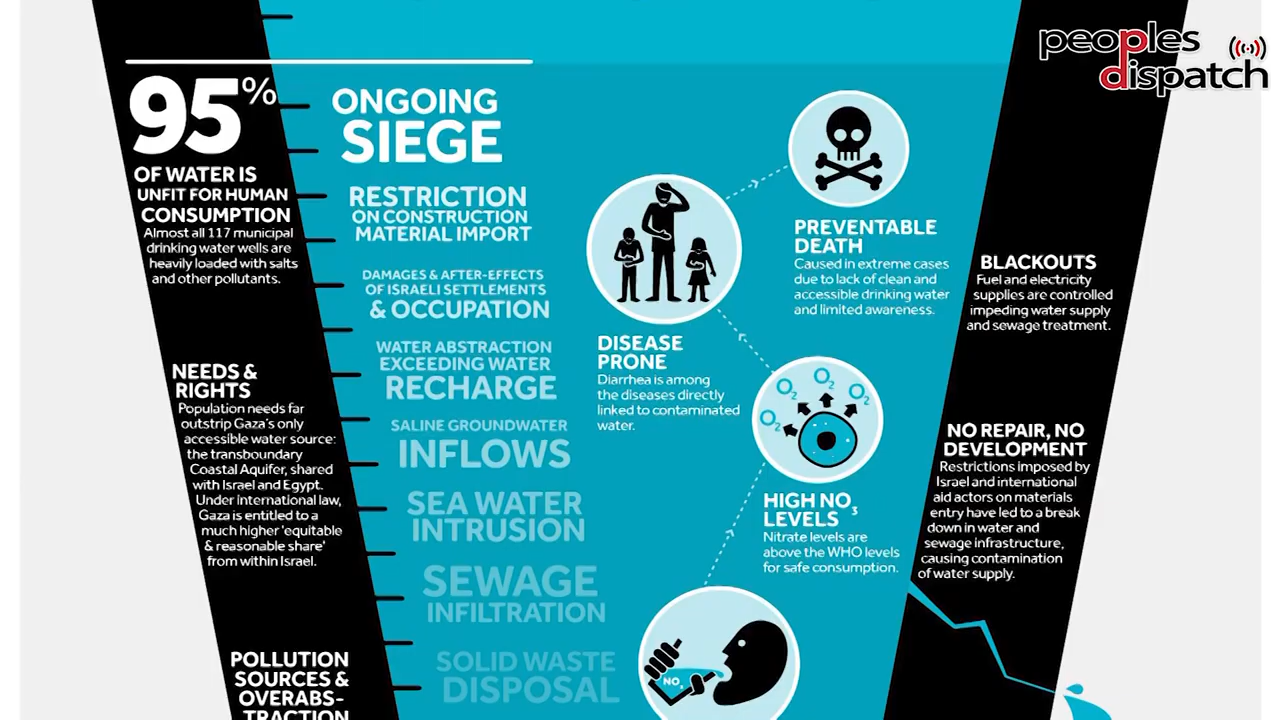 peoples
dispatch
95%
OF WATER IS
UNFIT FOR HUMAN
CONSUMPTION
Almost all 117 municipal
drinking water wells are
heavily loaded with salts
and other pollutants.
NEEDS &
RIGHTS
Population needs far
outstrip Gaza's only
accessible water source:
the transboundary
Coastal Aquifer, shared
with Israel and Egypt.
Under international law,
Gaza is entitled to a
much higher 'equitable
& reasonable share'
from within Israel.
POLLUTION
SOURCES &
OVERABS-
TRACTION
ONGOING
SIEGE
RESTRICTION
ON CONSTRUCTION
MATERIAL IMPORT
DAMAGES & AFTER-EFFECTS
OF ISRAELI SETTLEMENTS
& OCCUPATION
WATER ABSTRACTION
EXCEEDING WATER
RECHARGE
SALINE GROUNDWATER
INFLOWS
SEA WATER
INTRUSION
SEWAGE
INFILTRATION
SOLID WASTE
DISPOSAL
PREVENTABLE
DEATH
Caused in extreme cases
due to lack of clean and
accessible drinking water
and limited awareness.
DISEASE
PRONE
Diarrhea is among
the diseases directly
linked to contaminated
water.
O2 O2 O2 O2
HIGH NO3
LEVELS
Nitrate levels are
above the WHO levels
for safe consumption.
NO3
BLACKOUTS
Fuel and electricity
supplies are controlled
impeding water supply
and sewage treatment.
NO REPAIR, NO
DEVELOPMENT
Restrictions imposed by
Israel and international
aid actors on materials
entry have led to a break
down in water and
sewage infrastructure,
causing contamination
of water supply.